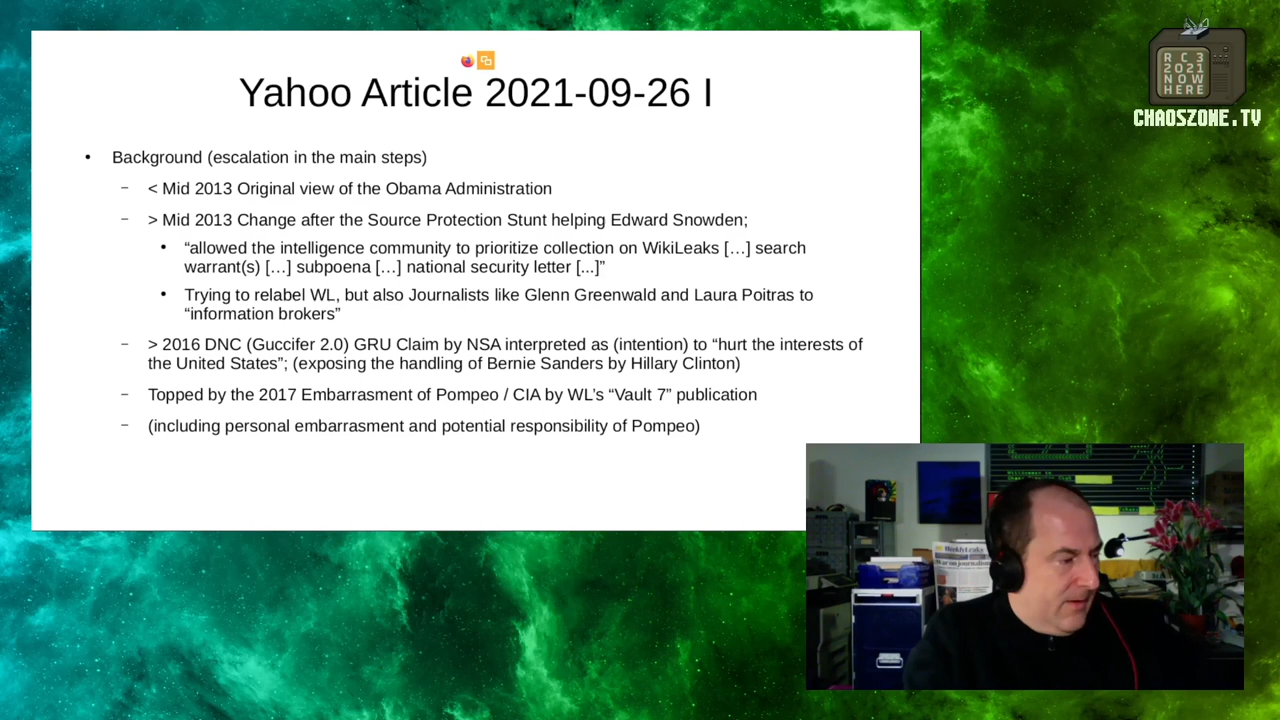 Yahoo Article 2021-09-26 I
• Background (escalation in the main steps)
– < Mid 2013 Original view of the Obama Administration
– > Mid 2013 Change after the Source Protection Stunt helping Edward Snowden;
• “allowed the intelligence community to prioritize collection on WikiLeaks […] search
warrant(s) […] subpoena […] national security letter [...]”
• Trying to relabel WL, but also Journalists like Glenn Greenwald and Laura Poitras to
“information brokers”
– > 2016 DNC (Guccifer 2.0) GRU Claim by NSA interpreted as (intention) to “hurt the interests of
the United States”; (exposing the handling of Bernie Sanders by Hillary Clinton)
– Topped by the 2017 Embarrasment of Pompeo / CIA by WL’s “Vault 7” publication
– (including personal embarrasment and potential responsibility of Pompeo)
RC3
2021
NOW
HERE
CHAOSZONE.TV
WeeklyLeaks
War on journalism